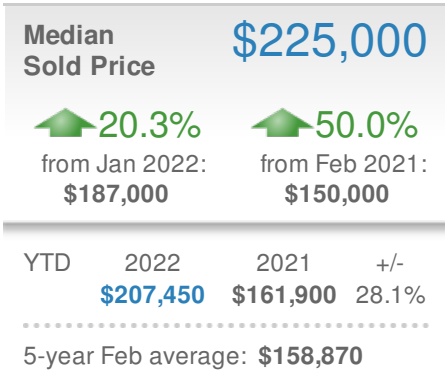 Median
Sold Price
$225,000
20.3%
50.0%
from Jan 2022:
from Feb 2021:
$187,000
$150,000
YTD 2022 2021 +/-
$207,450 $161,900 28.1%
5-year Feb average: $158,870